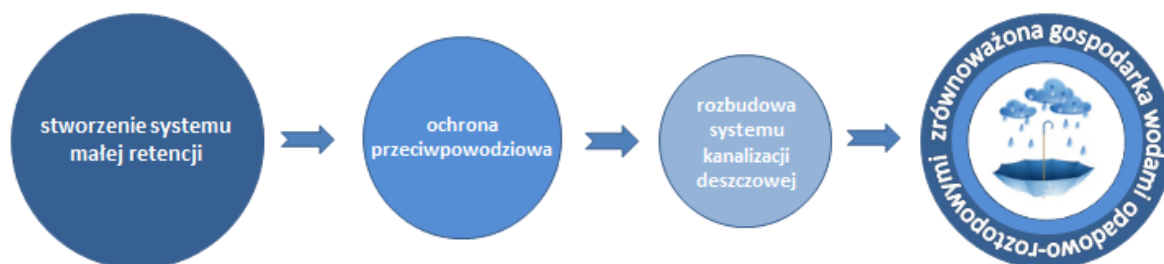 stworzenie systemu
małej retencji
ochrona
przeciwpowodziowa
rozbudowa
systemu
kanalizacji
deszczowej
zrównoważona gospodarka wodami opadowo-roztopowymi